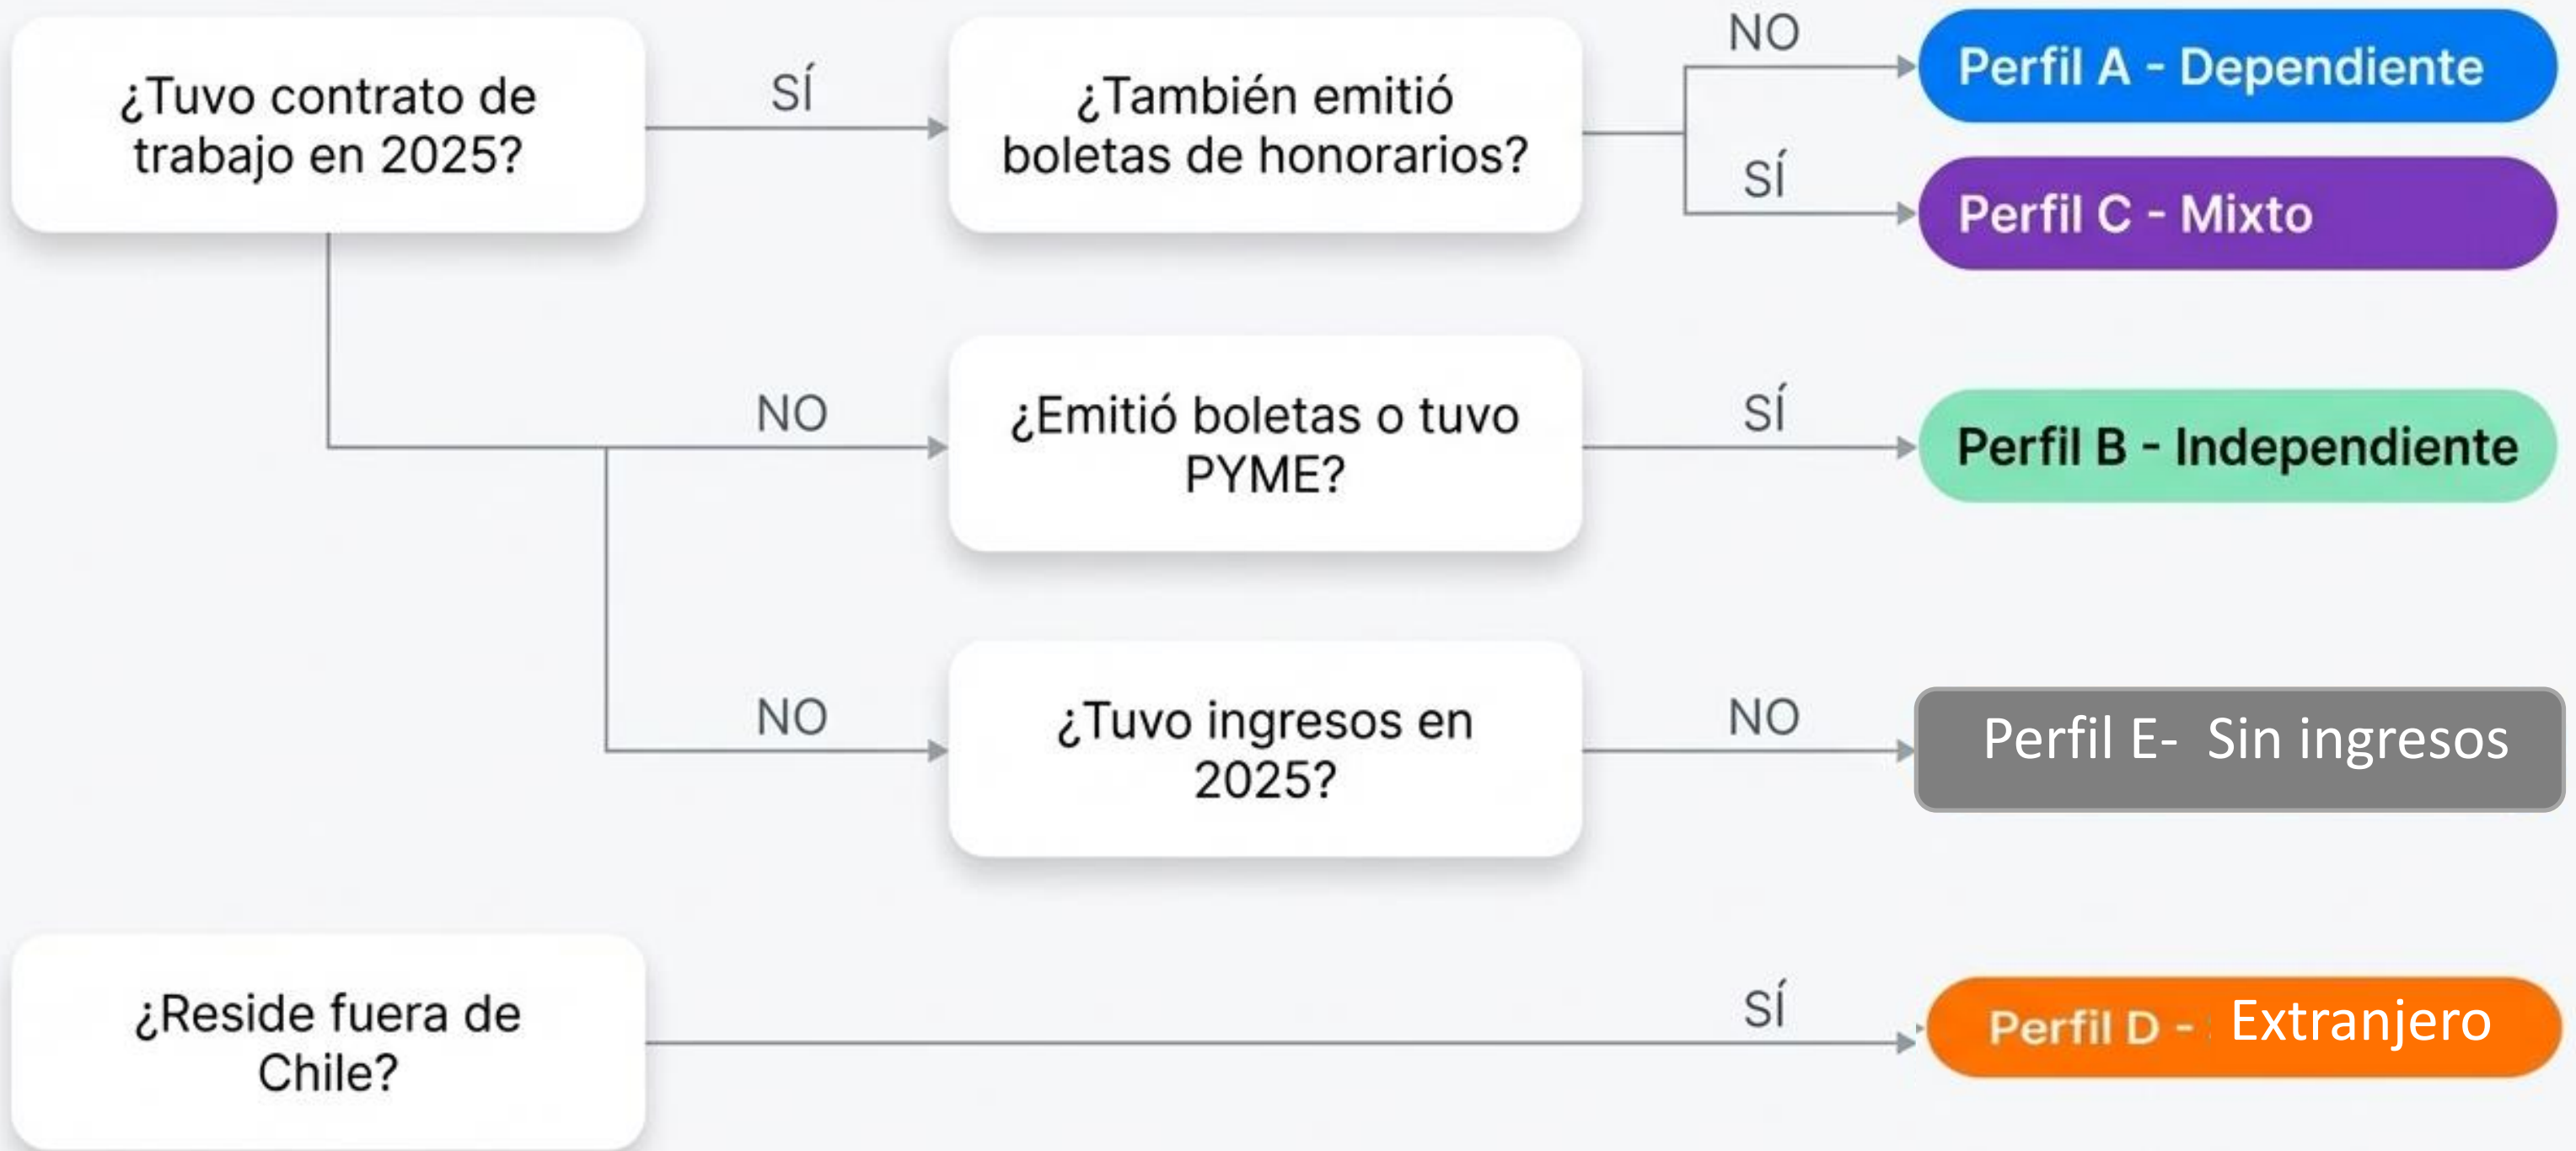 ¿Tuvo contrato de
trabajo en 2025?
SÍ
¿También emitió
boletas de honorarios?
NO
Perfil A - Dependiente
SÍ
Perfil C - Mixto
NO
¿Emitió boletas o tuvo
PYME?
SÍ
Perfil B - Independiente
NO
¿Tuvo ingresos en
2025?
NO
Perfil E-  Sin ingresos
¿Reside fuera de
Chile?
SÍ
Perfil D - Extranjero